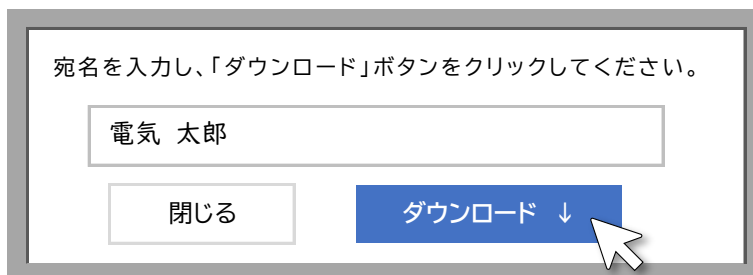 宛名を入力し、「ダウンロード」ボタンをクリックしてください。
電気 太郎
閉じる
ダウンロード ↓